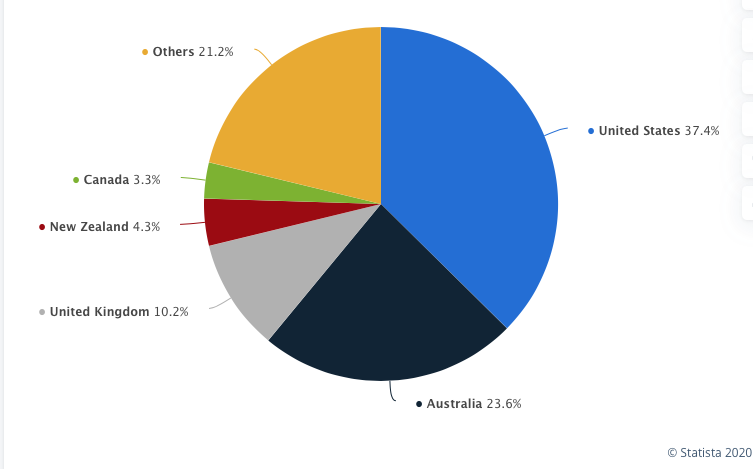 Others 21.2%
United States 37.4%
Canada 3.3%
New Zealand 4.3%
United Kingdom 10.2%
Australia 23.6%
© Statista 2020